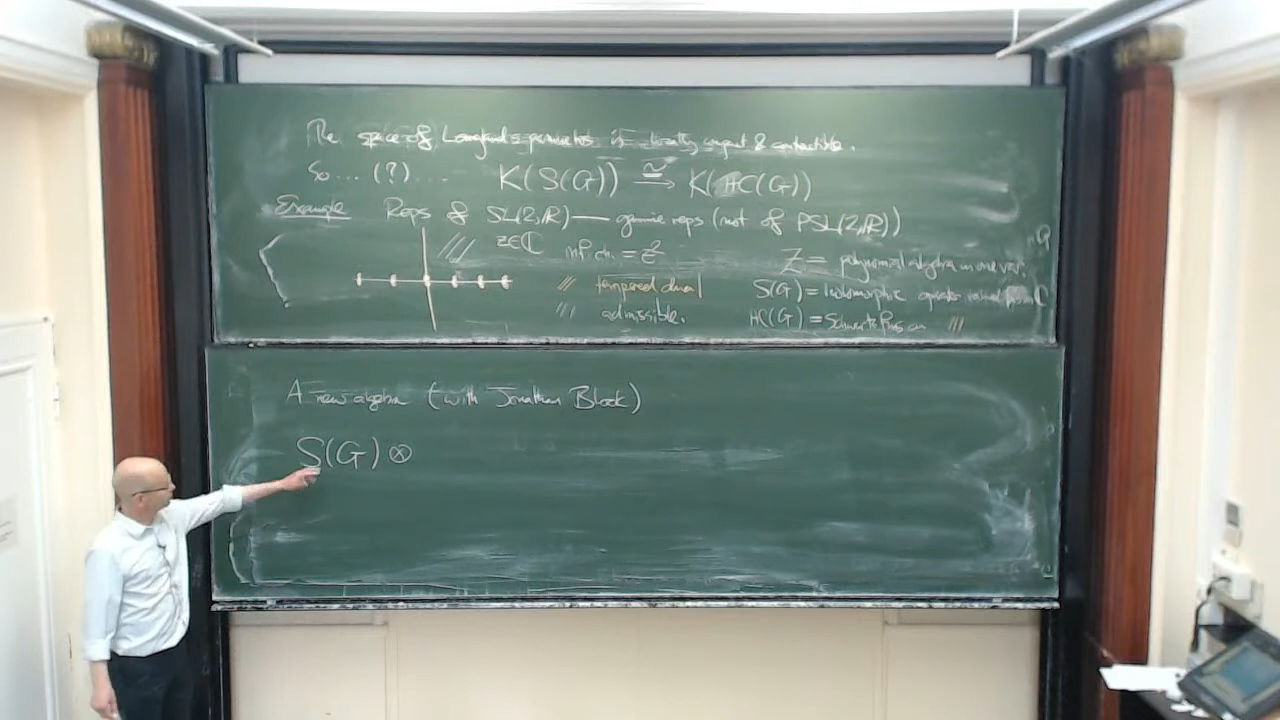 The space of Langlands parameters is locally compact & contractible.
So... (?).... K(S(G)) ≅→ K(HC(G))
Example Reps of SL(2,ℝ) — genuine reps (not of PSL(2,ℝ))
z∈ℂ inf. ch. = z²
Z = polynomial algebra in one var.
/// tempered dual
S(G) = holomorphic operator valued ℂ
/// admissible.
HC(G) = Schwartz fns on ///
A new algebra (with Jonathan Block)
S(G) ⊗